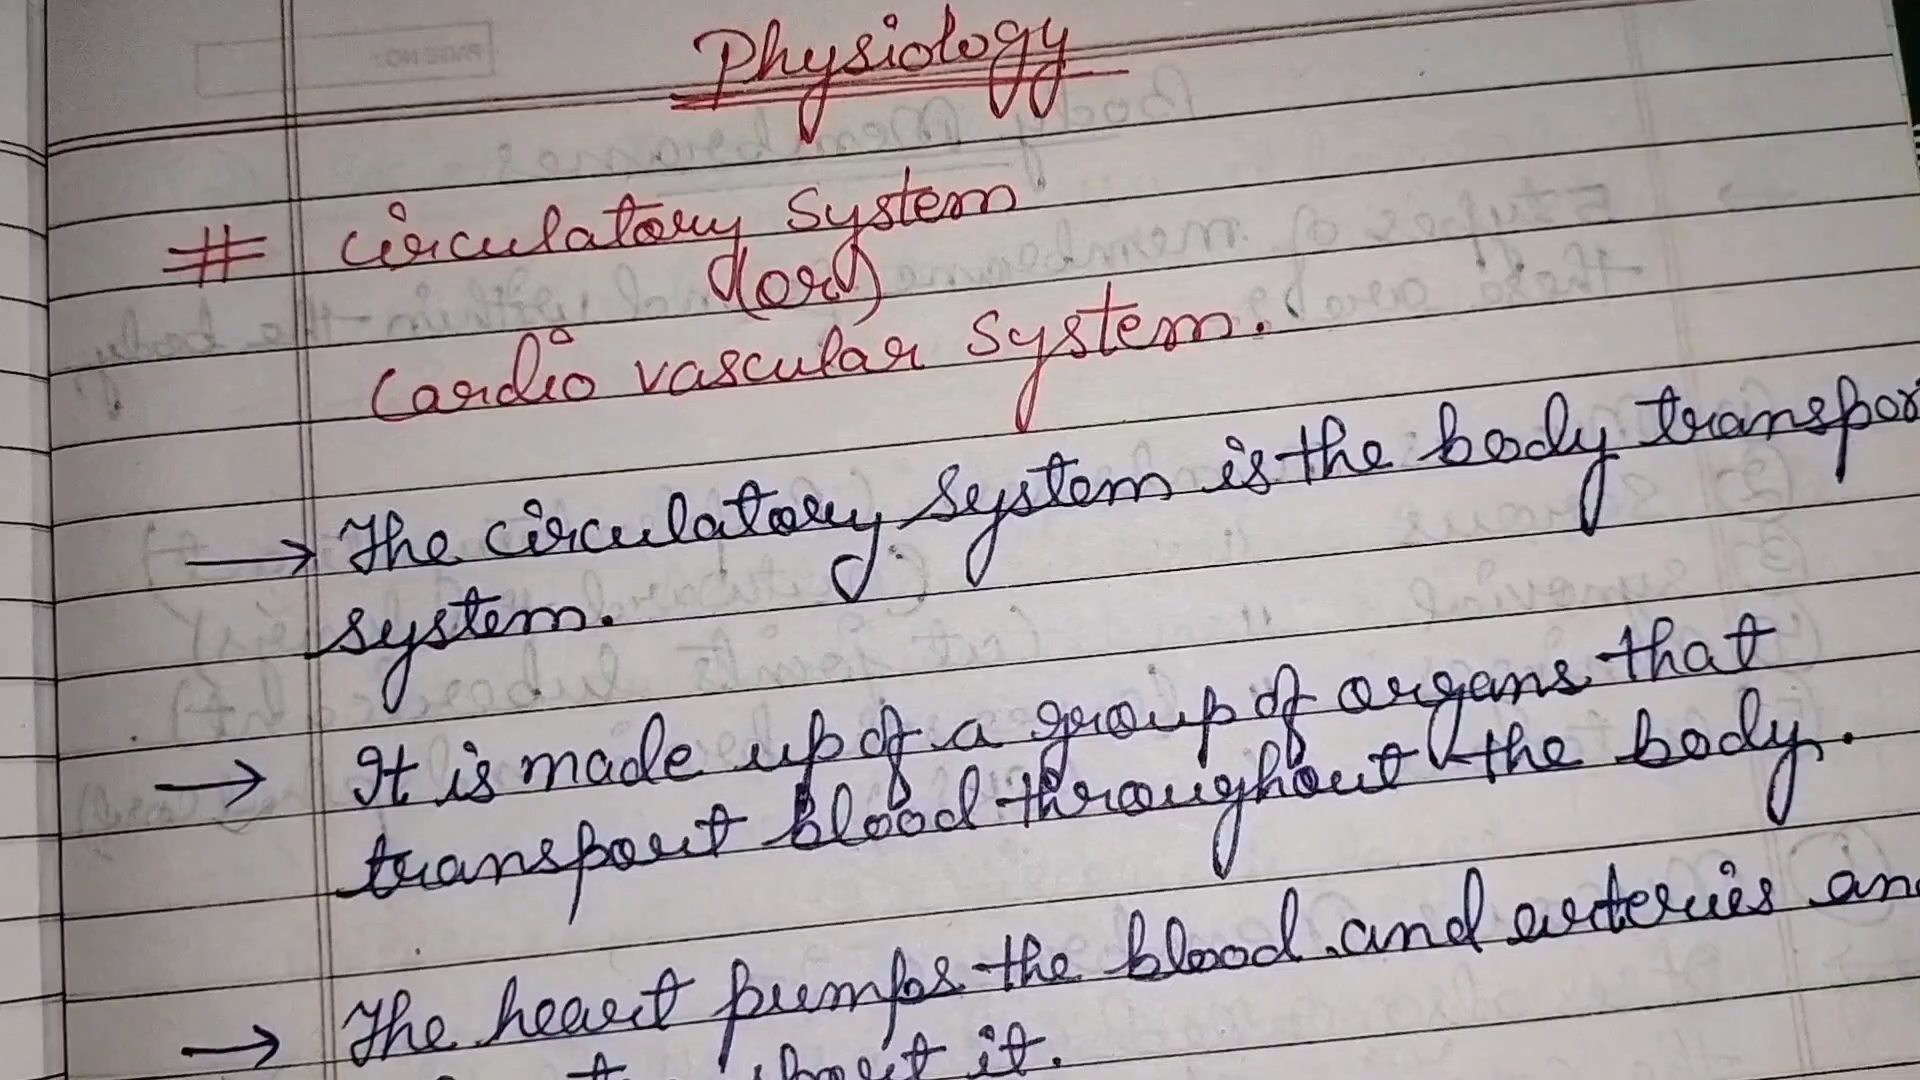 Physiology
# Circulatory System
(or)
Cardio vascular System.
→ The circulatory system is the body transpor
system.
→ It is made up of a group of organs that
transport blood throughout the body.
→ The heart pumps the blood and arteries an
it.